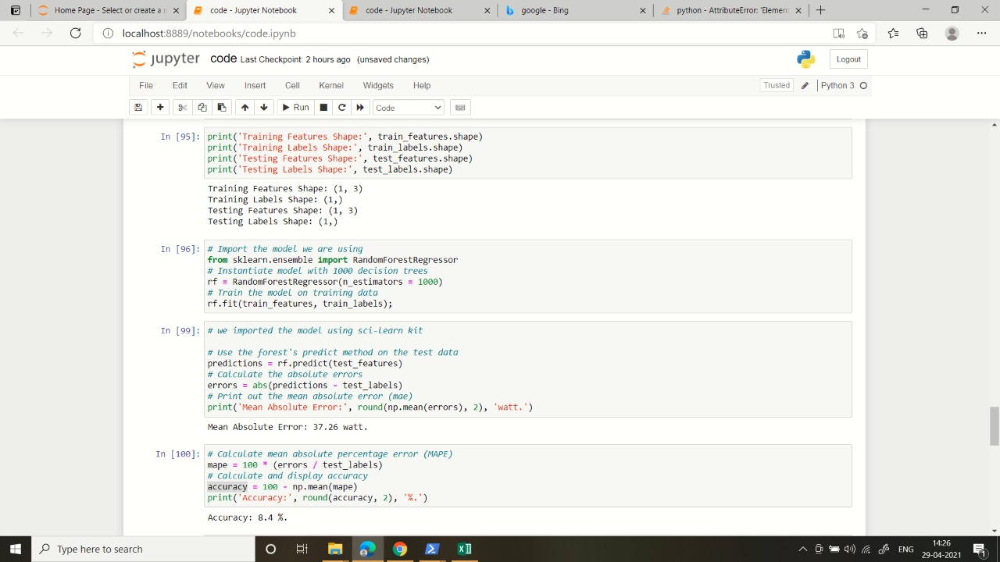 Home Page - Select or create a n
code - Jupyter Notebook
code - Jupyter Notebook
google - Bing
python - AttributeError: 'Element
localhost:8889/notebooks/code.ipynb
jupyter code Last Checkpoint: 2 hours ago (unsaved changes)
Logout
File Edit View Insert Cell Kernel Widgets Help
Trusted
Python 3
Run
Code
In [95]: print('Training Features Shape:', train_features.shape)
print('Training Labels Shape:', train_labels.shape)
print('Testing Features Shape:', test_features.shape)
print('Testing Labels Shape:', test_labels.shape)
Training Features Shape: (1, 3)
Training Labels Shape: (1,)
Testing Features Shape: (1, 3)
Testing Labels Shape: (1,)
In [96]: # Import the model we are using
from sklearn.ensemble import RandomForestRegressor
# Instantiate model with 1000 decision trees
rf = RandomForestRegressor(n_estimators = 1000)
# Train the model on training data
rf.fit(train_features, train_labels);
In [99]: # we imported the model using sci-learn kit
# Use the forest's predict method on the test data
predictions = rf.predict(test_features)
# Calculate the absolute errors
errors = abs(predictions - test_labels)
# Print out the mean absolute error (mae)
print('Mean Absolute Error:', round(np.mean(errors), 2), 'watt.')
Mean Absolute Error: 37.26 watt.
In [100]: # Calculate mean absolute percentage error (MAPE)
mape = 100 * (errors / test_labels)
# Calculate and display accuracy
accuracy = 100 - np.mean(mape)
print('Accuracy:', round(accuracy, 2), '%.')
Accuracy: 8.4 %.
Type here to search
ENG
14:26
29-04-2021
1